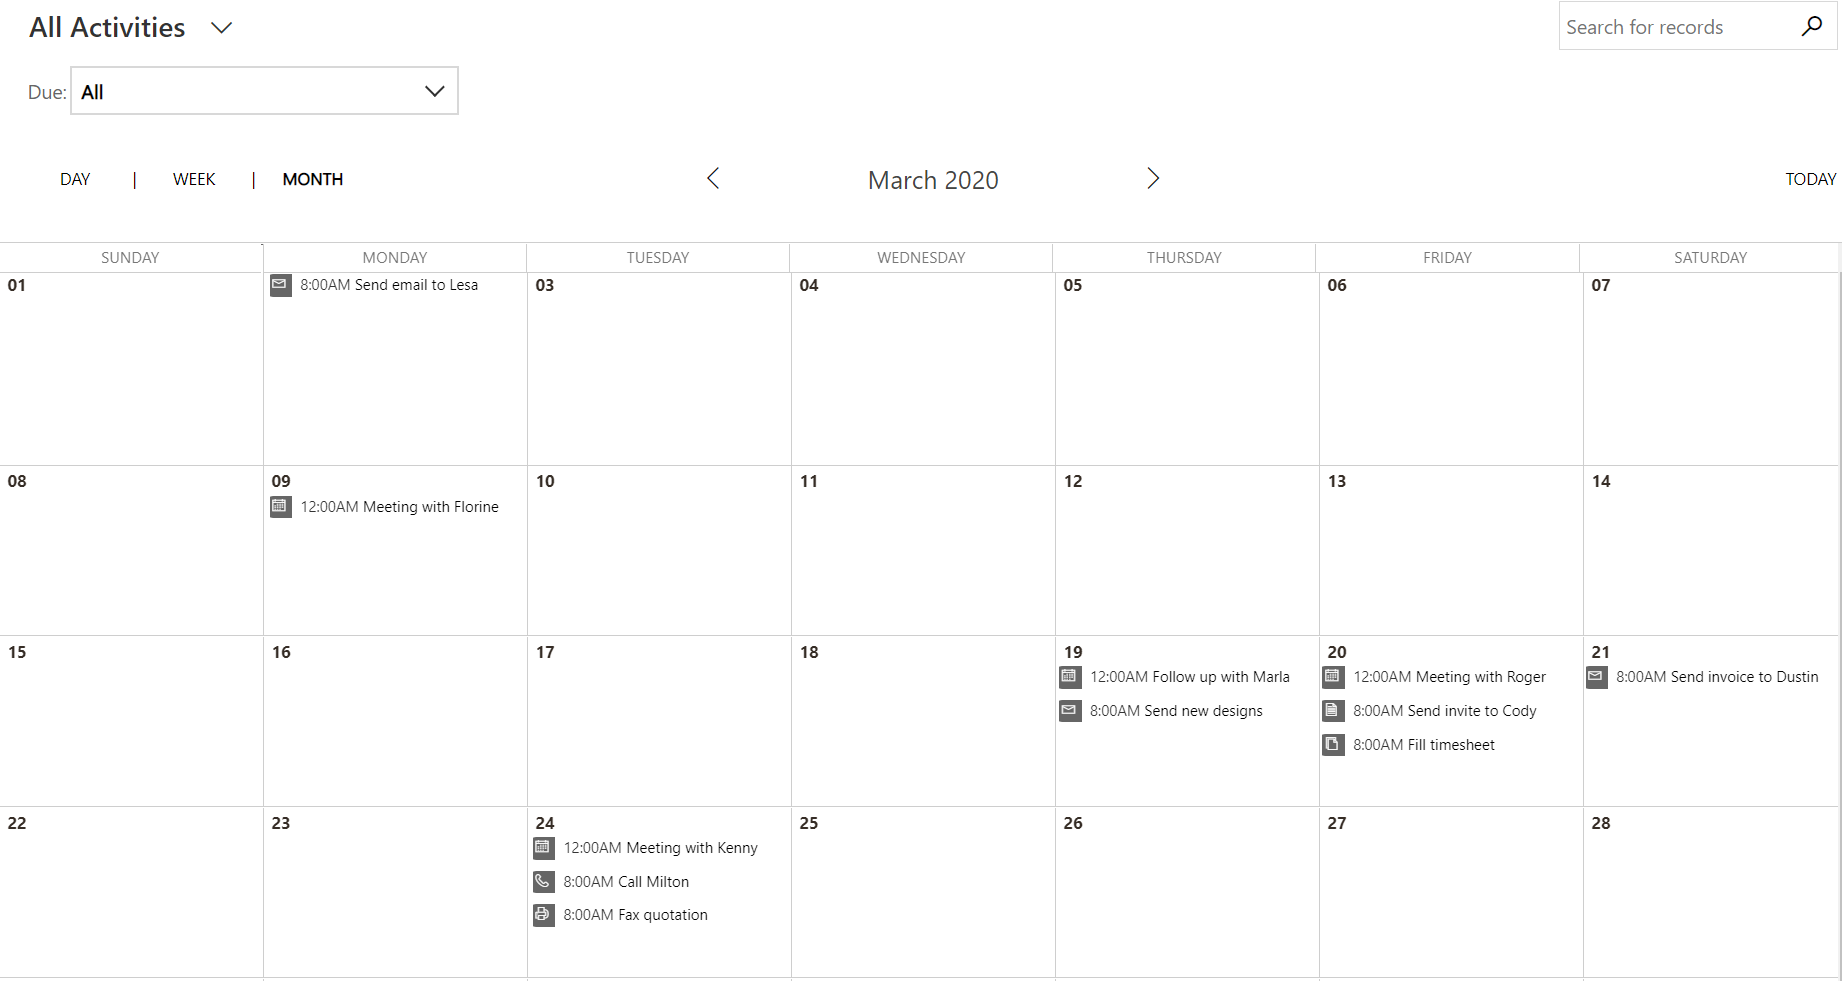 All Activities
Search for records
Due: All
DAY | WEEK | MONTH
March 2020
TODAY
SUNDAY MONDAY TUESDAY WEDNESDAY THURSDAY FRIDAY SATURDAY
01
8:00AM Send email to Lesa
03
04
05
06
07
08
09
12:00AM Meeting with Florine
10
11
12
13
14
15
16
17
18
19
12:00AM Follow up with Marla
8:00AM Send new designs
20
12:00AM Meeting with Roger
8:00AM Send invite to Cody
8:00AM Fill timesheet
21
8:00AM Send invoice to Dustin
22
23
24
12:00AM Meeting with Kenny
8:00AM Call Milton
8:00AM Fax quotation
25
26
27
28